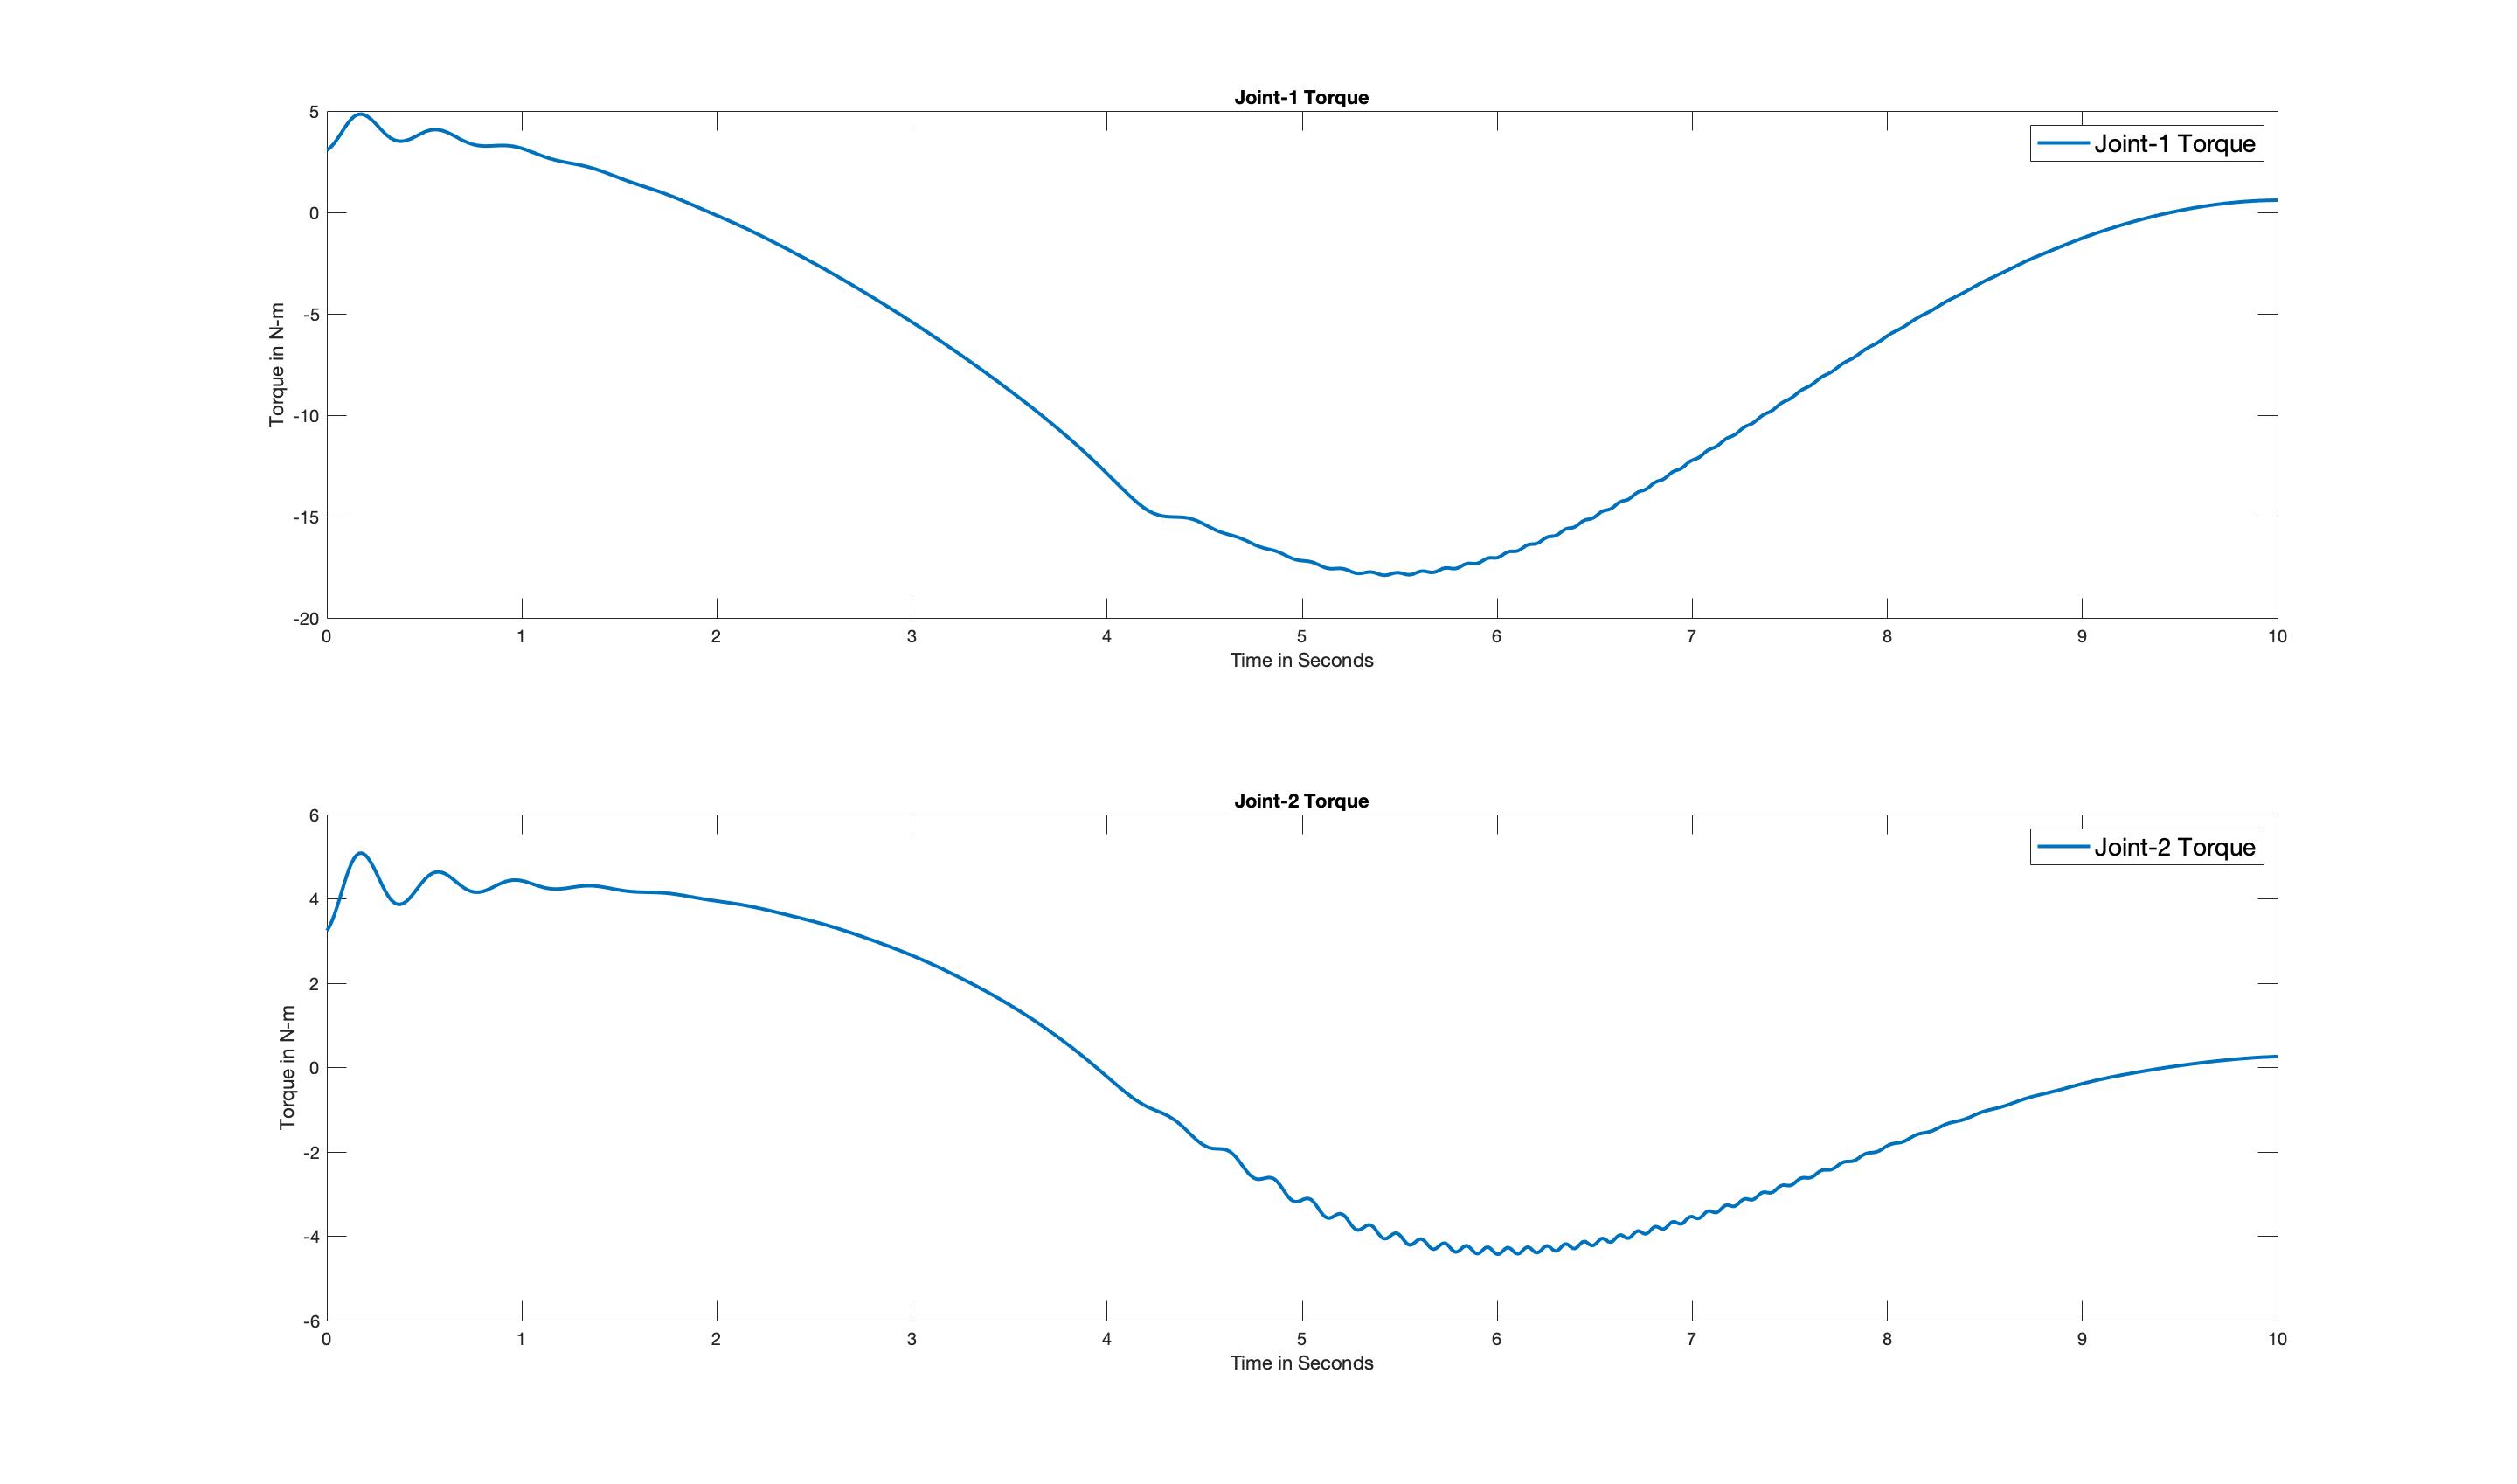 Joint-1 Torque
Joint-1 Torque
5
0
-5
-10
-15
-20
Torque in N-m
0 1 2 3 4 5 6 7 8 9 10
Time in Seconds
Joint-2 Torque
Joint-2 Torque
6
4
2
0
-2
-4
-6
Torque in N-m
0 1 2 3 4 5 6 7 8 9 10
Time in Seconds